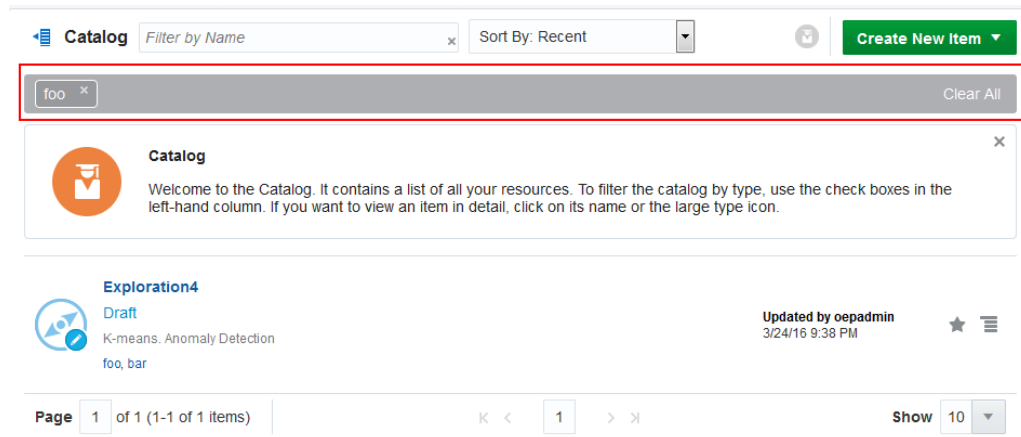 Catalog Filter by Name x Sort By: Recent Create New Item
foo x Clear All
Catalog
Welcome to the Catalog. It contains a list of all your resources. To filter the catalog by type, use the check boxes in the
left-hand column. If you want to view an item in detail, click on its name or the large type icon.
Exploration4
Draft
K-means. Anomaly Detection
foo, bar
Updated by oepadmin
3/24/16 9:38 PM
Page 1 of 1 (1-1 of 1 items) 1 Show 10